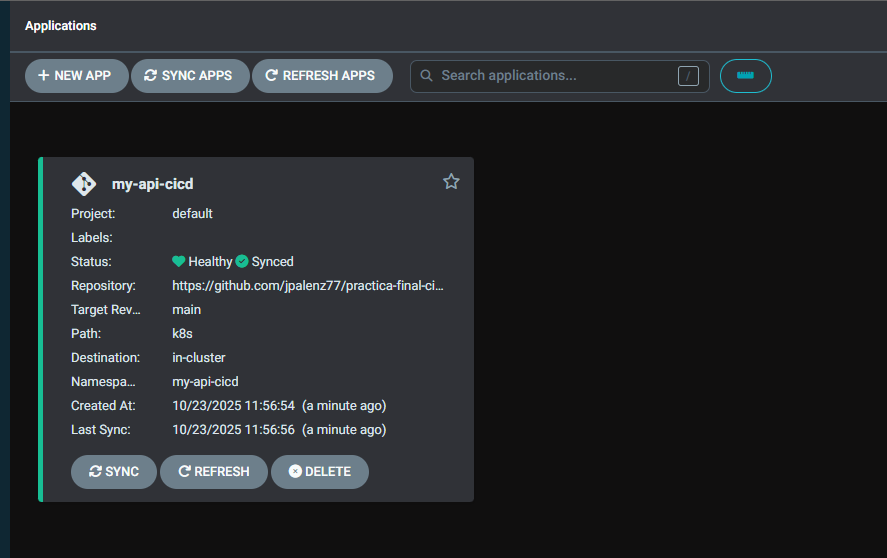 Applications
NEW APP SYNC APPS REFRESH APPS Search applications... /
my-api-cicd
Project: default
Labels:
Status: Healthy Synced
Repository: https://github.com/jpalenz77/practica-final-ci...
Target Rev... main
Path: k8s
Destination: in-cluster
Namespa... my-api-cicd
Created At: 10/23/2025 11:56:54 (a minute ago)
Last Sync: 10/23/2025 11:56:56 (a minute ago)
SYNC REFRESH DELETE